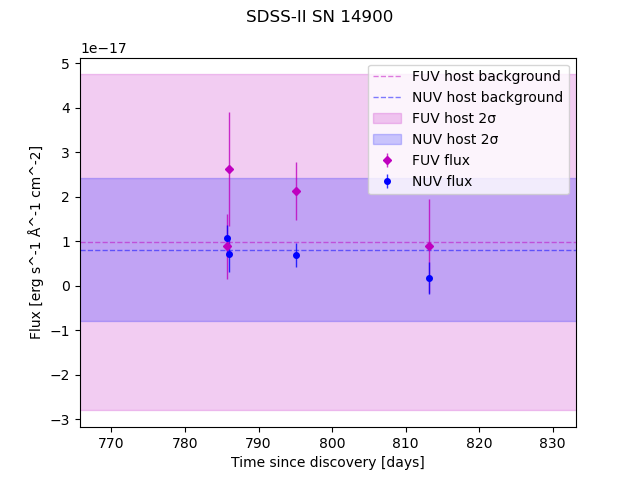 SDSS-II SN 14900
1e−17
FUV host background
NUV host background
FUV host 2σ
NUV host 2σ
FUV flux
NUV flux
5
4
3
2
1
0
−1
−2
−3
Flux [erg s^-1 Å^-1 cm^-2]
770 780 790 800 810 820 830
Time since discovery [days]